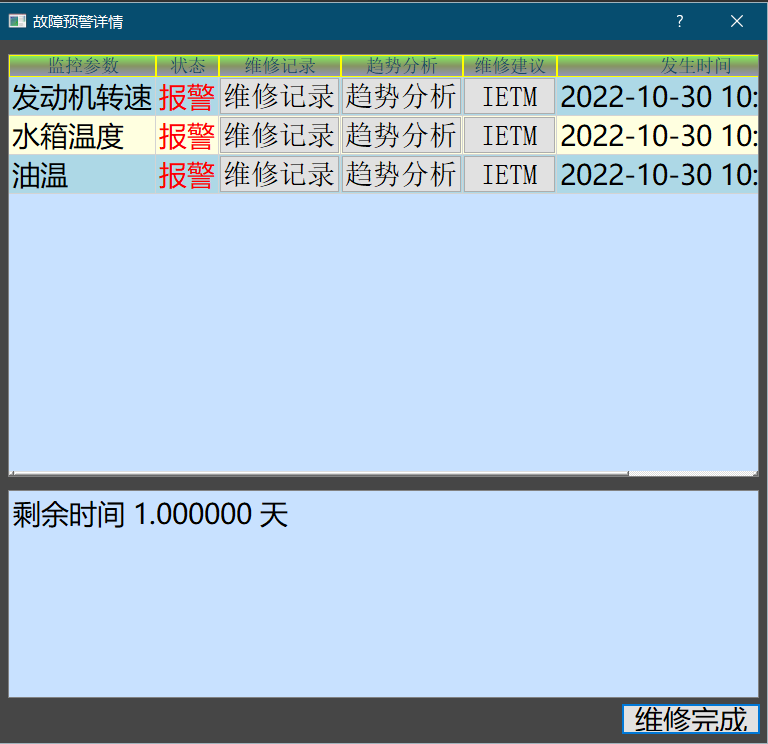 故障预警详情
监控参数 状态 维修记录 趋势分析 维修建议 发生时间
发动机转速 报警 维修记录 趋势分析 IETM 2022-10-30 10:
水箱温度 报警 维修记录 趋势分析 IETM 2022-10-30 10:
油温 报警 维修记录 趋势分析 IETM 2022-10-30 10:
剩余时间 1.000000 天
维修完成